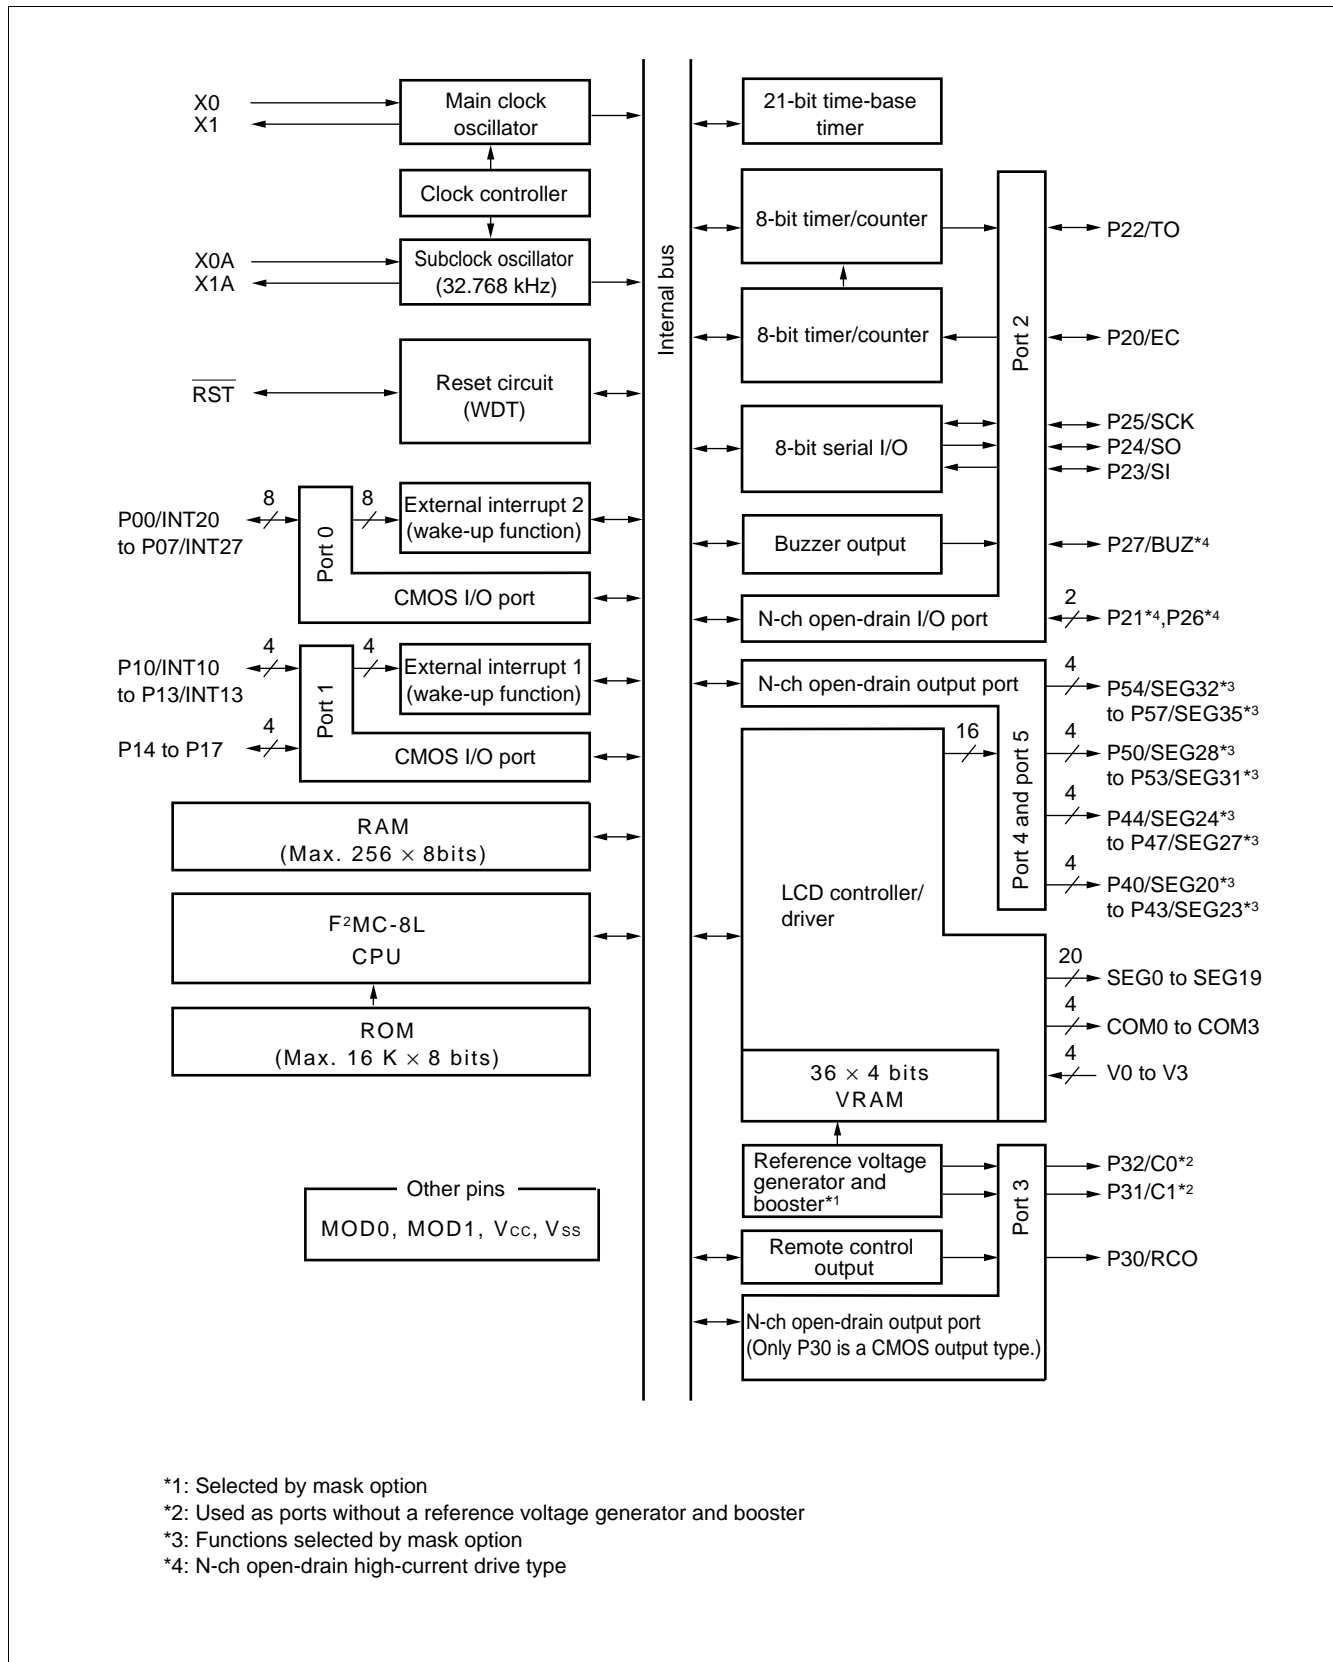 X0
X1
Main clock
oscillator
Clock controller
X0A
X1A
Subclock oscillator
(32.768 kHz)
RST
Reset circuit
(WDT)
P00/INT20
to P07/INT27
8
Port 0
8
External interrupt 2
(wake-up function)
CMOS I/O port
P10/INT10
to P13/INT13
4
P14 to P17
4
Port 1
4
External interrupt 1
(wake-up function)
CMOS I/O port
RAM
(Max. 256 × 8bits)
F²MC-8L
CPU
ROM
(Max. 16 K × 8 bits)
Other pins
MOD0, MOD1, Vcc, Vss
Internal bus
21-bit time-base
timer
8-bit timer/counter
8-bit timer/counter
8-bit serial I/O
Buzzer output
N-ch open-drain I/O port
Port 2
P22/TO
P20/EC
P25/SCK
P24/SO
P23/SI
P27/BUZ*4
2
P21*4,P26*4
N-ch open-drain output port
16
Port 4 and port 5
4
P54/SEG32*3
to P57/SEG35*3
4
P50/SEG28*3
to P53/SEG31*3
4
P44/SEG24*3
to P47/SEG27*3
4
P40/SEG20*3
to P43/SEG23*3
LCD controller/
driver
20
SEG0 to SEG19
4
COM0 to COM3
4
V0 to V3
36 × 4 bits
VRAM
Reference voltage
generator and
booster*1
Remote control
output
Port 3
P32/C0*2
P31/C1*2
P30/RCO
N-ch open-drain output port
(Only P30 is a CMOS output type.)
*1: Selected by mask option
*2: Used as ports without a reference voltage generator and booster
*3: Functions selected by mask option
*4: N-ch open-drain high-current drive type